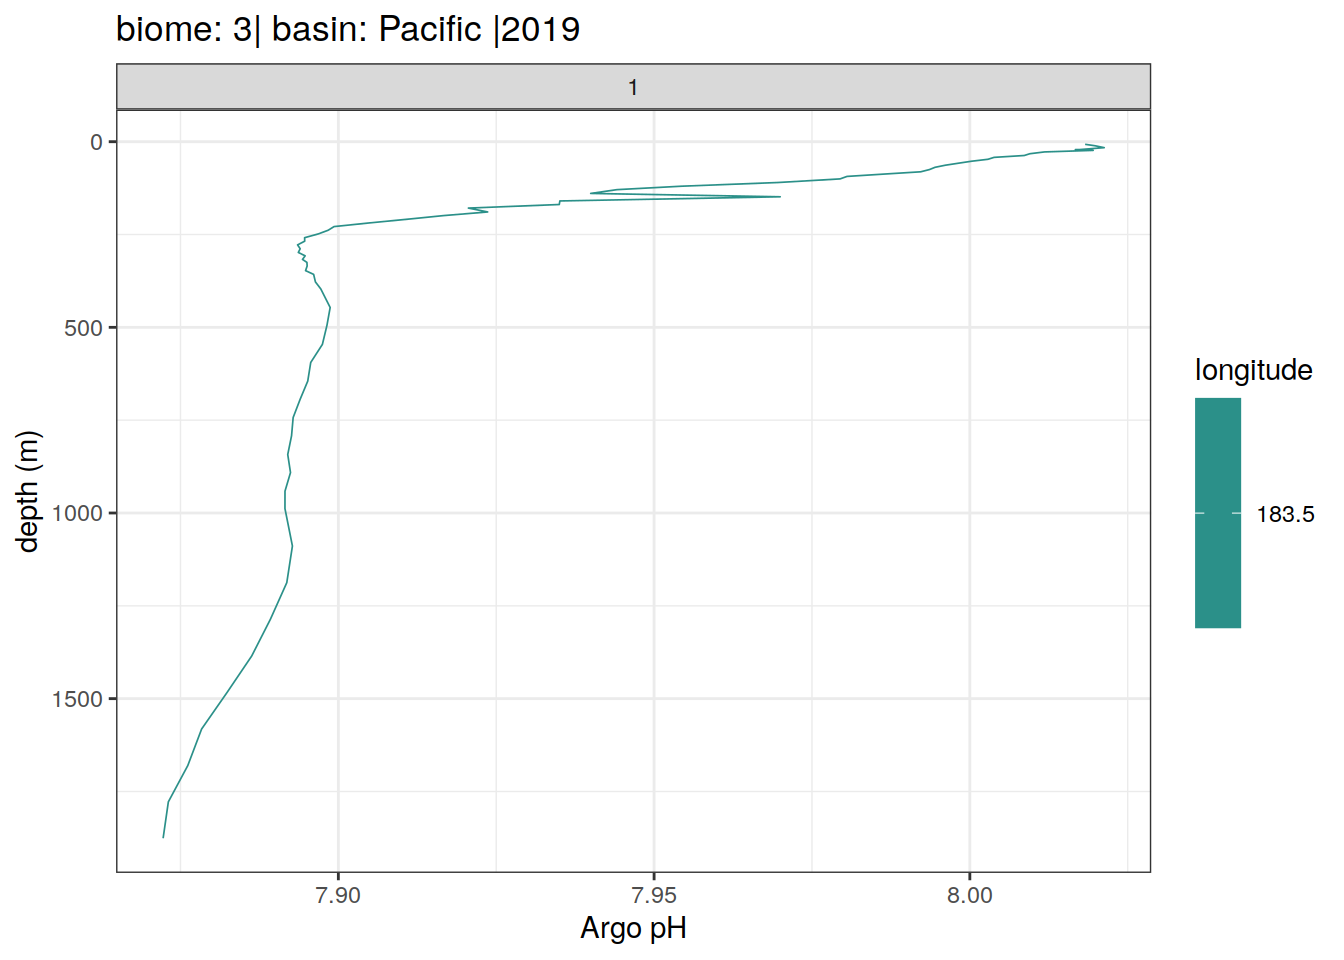 biome: 3| basin: Pacific |2019
1
0
500
1000
1500
depth (m)
7.90
7.95
8.00
Argo pH
longitude
183.5